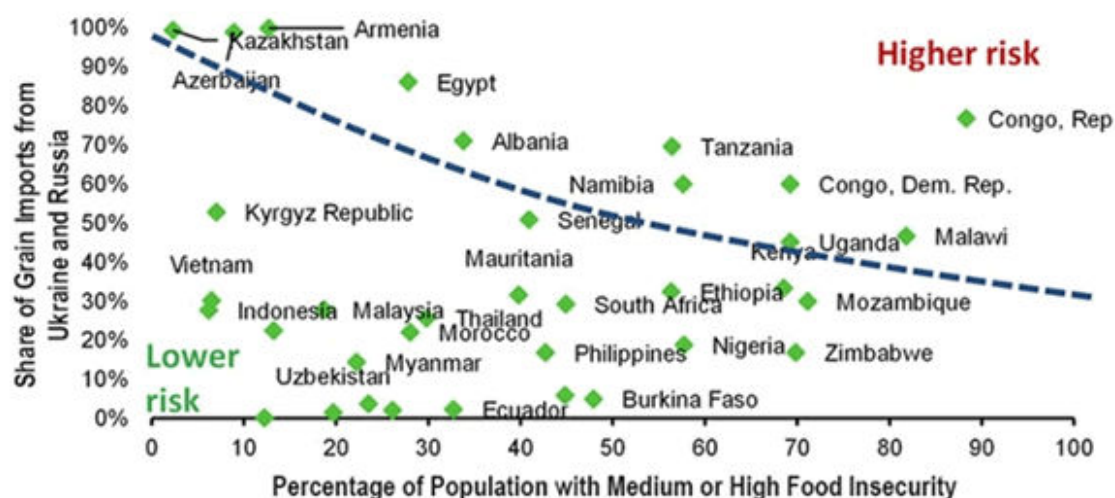 Share of Grain Imports from
Ukraine and Russia
100%
90%
80%
70%
60%
50%
40%
30%
20%
10%
0%
Kazakhstan
Armenia
Azerbaijan
Egypt
Higher risk
Albania
Congo, Rep
Tanzania
Namibia
Congo, Dem. Rep.
Kyrgyz Republic
Senegal
Uganda
Malawi
Kenya
Vietnam
Mauritania
Indonesia
Malaysia
Thailand
South Africa
Ethiopia
Mozambique
Morocco
Lower
risk
Myanmar
Philippines
Nigeria
Zimbabwe
Uzbekistan
Ecuador
Burkina Faso
0
10
20
30
40
50
60
70
80
90
100
Percentage of Population with Medium or High Food Insecurity